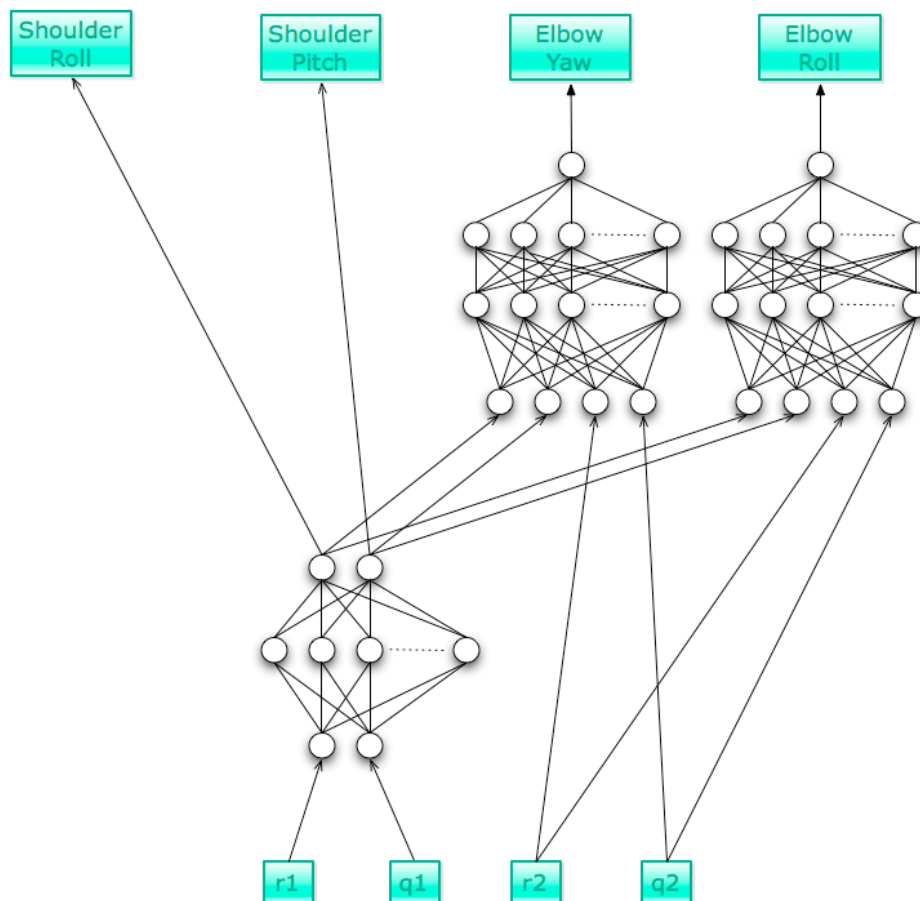 Shoulder
Roll
Shoulder
Pitch
Elbow
Yaw
Elbow
Roll
r1
q1
r2
q2